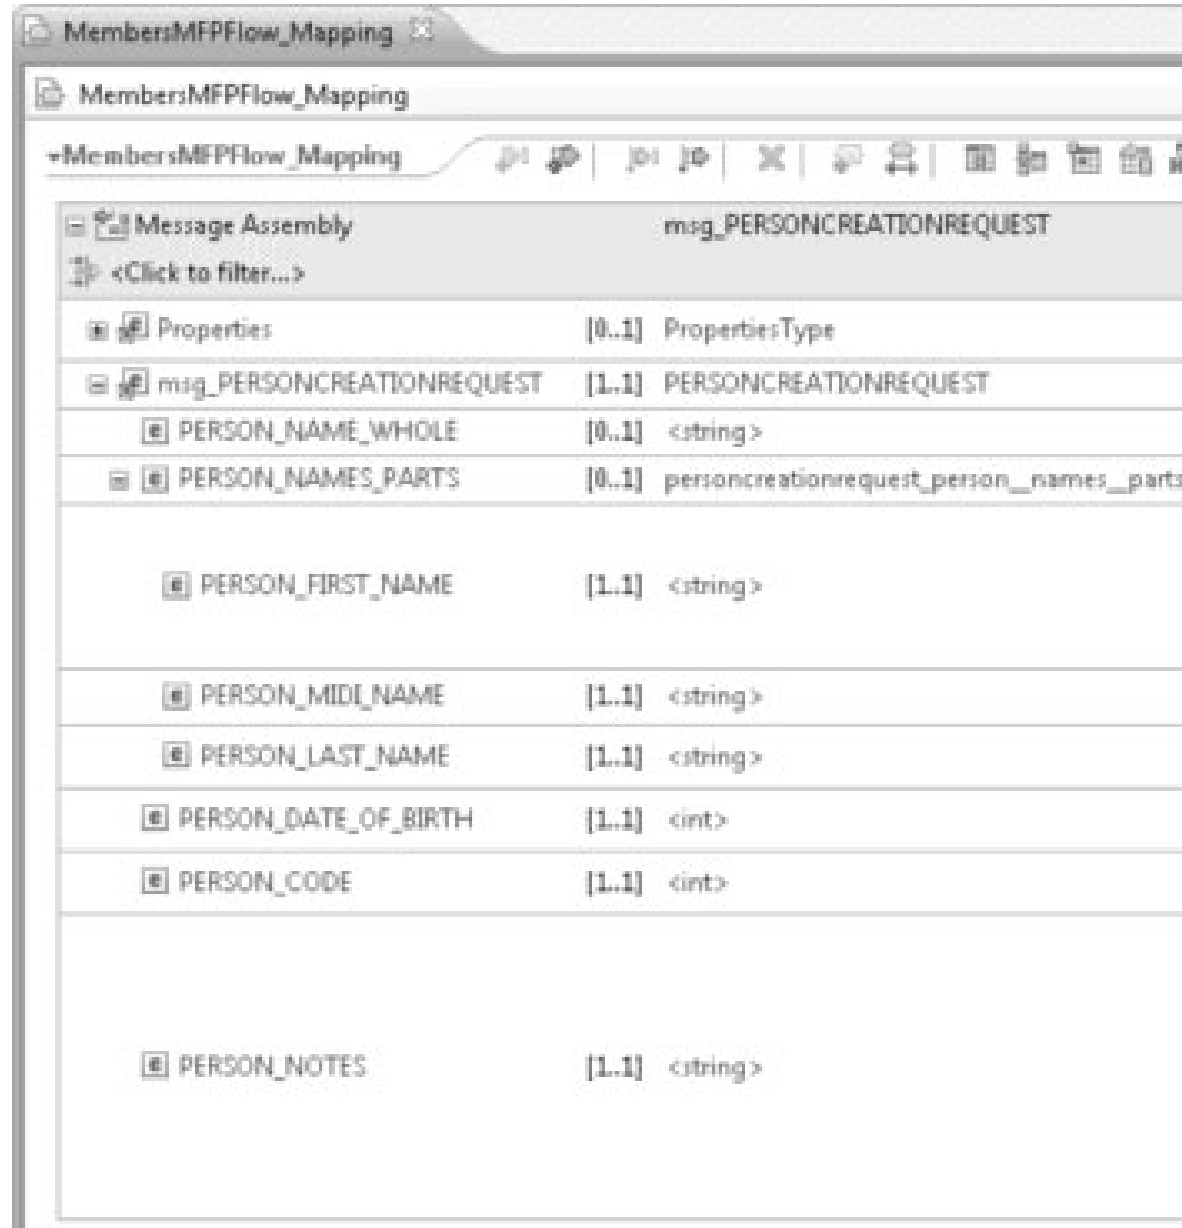 MembersMFPFlow_Mapping
MembersMFPFlow_Mapping
MembersMFPFlow_Mapping
Message Assembly msg_PERSONCREATIONREQUEST
<Click to filter...>
Properties [0..1] PropertiesType
msg_PERSONCREATIONREQUEST [1..1] PERSONCREATIONREQUEST
e PERSON_NAME_WHOLE [0..1] <string>
e PERSON_NAMES_PARTS [0..1] personcreationrequest_person__names__parts
e PERSON_FIRST_NAME [1..1] <string>
e PERSON_MIDI_NAME [1..1] <string>
e PERSON_LAST_NAME [1..1] <string>
e PERSON_DATE_OF_BIRTH [1..1] <int>
e PERSON_CODE [1..1] <int>
e PERSON_NOTES [1..1] <string>